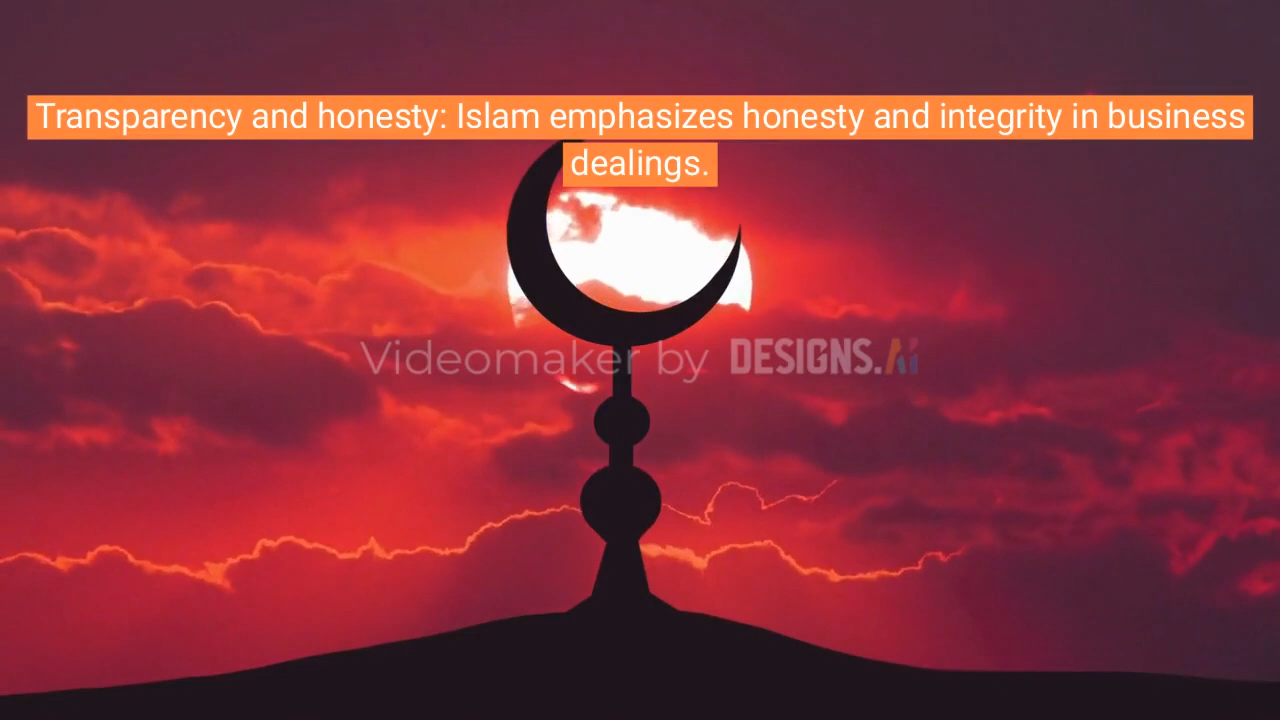 Transparency and honesty: Islam emphasizes honesty and integrity in business
dealings.
Videomaker by DESIGNS.Ai